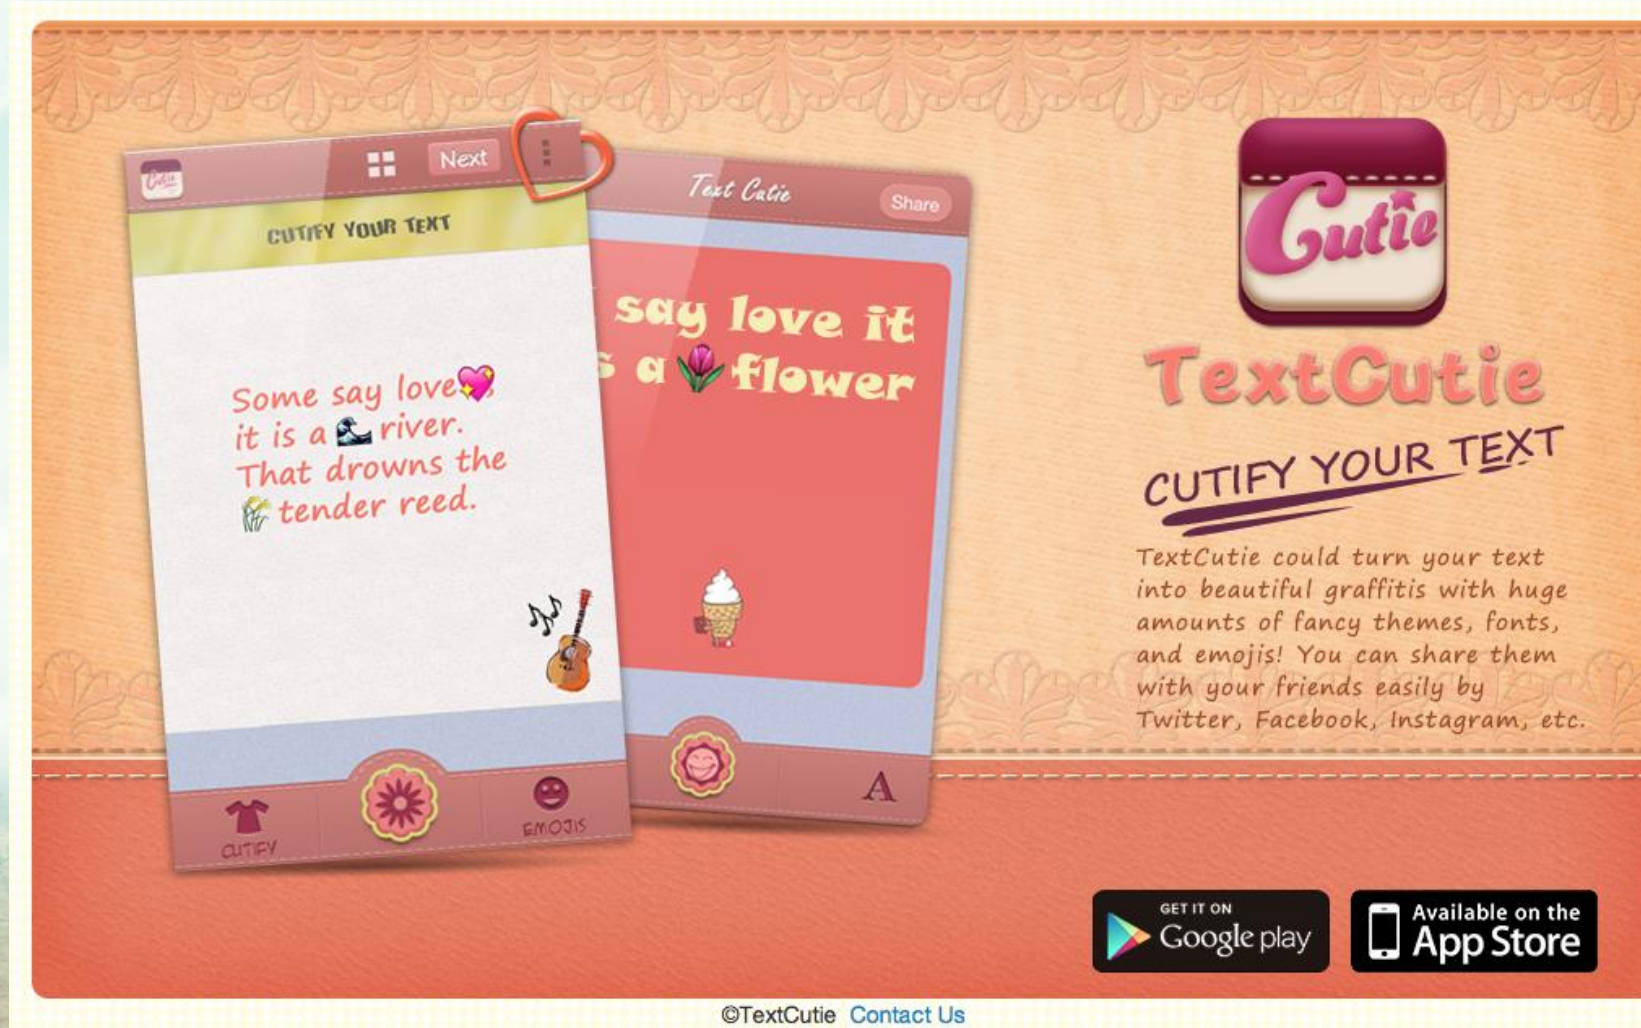 Cutie
Next
CUTIFY YOUR TEXT
Some say love,
it is a river.
That drowns the
tender reed.
CUTIFY
EMOJIS
Text Cutie
Share
say love it
s a flower
A
Cutie
TextCutie
CUTIFY YOUR TEXT
TextCutie could turn your text
into beautiful graffitis with huge
amounts of fancy themes, fonts,
and emojis! You can share them
with your friends easily by
Twitter, Facebook, Instagram, etc.
GET IT ON
Google play
Available on the
App Store
©TextCutie Contact Us